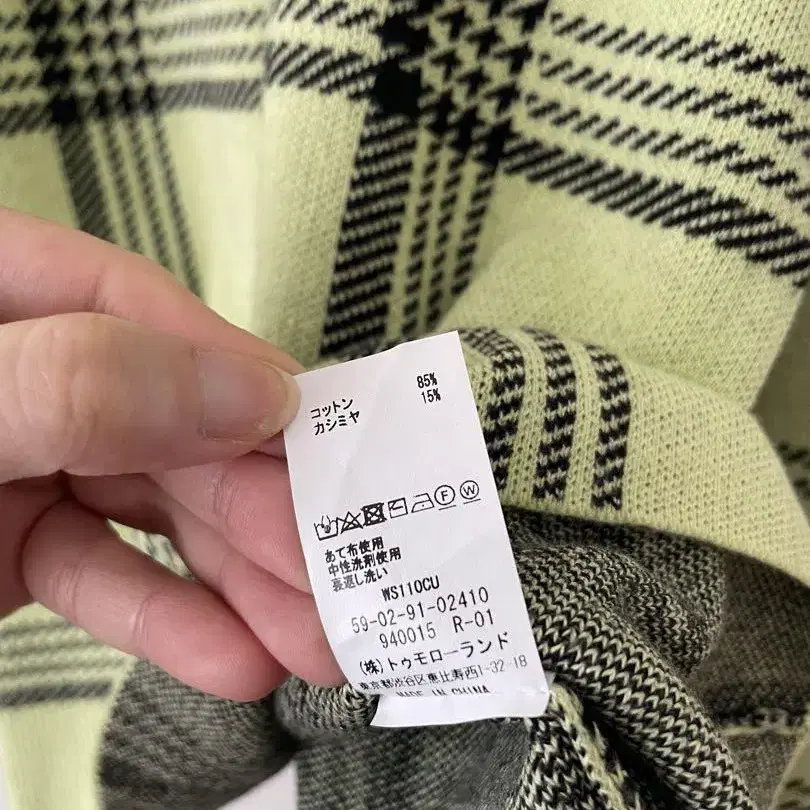 コットン 85%
カシミヤ 15%
F W
あて布使用
中性洗剤使用
裏返し洗い
WS110CU
59-02-91-02410
940015 R-01
(株)トゥモローランド
東京都渋谷区恵比寿西1-32-18
MADE IN CHINA